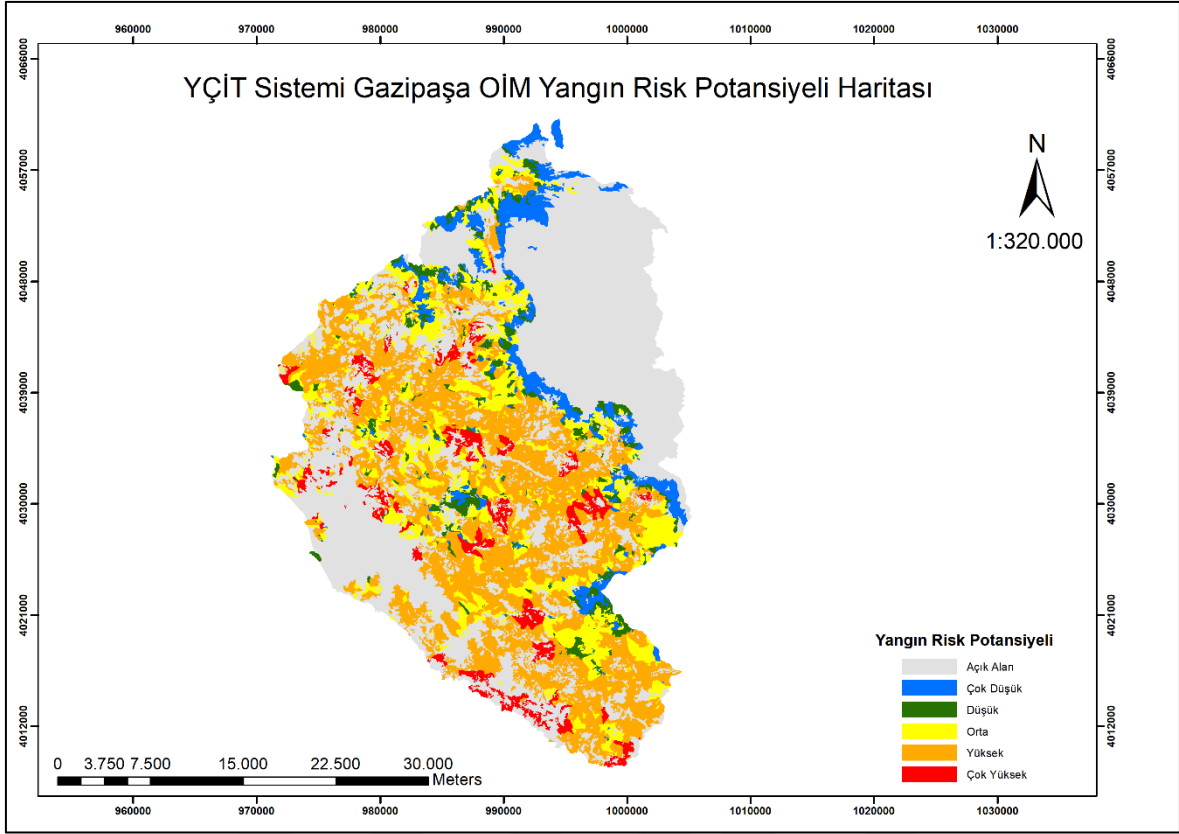 960000 970000 980000 990000 1000000 1010000 1020000 1030000
4066000 4066000
YÇİT Sistemi Gazipaşa OİM Yangın Risk Potansiyeli Haritası
N
1:320.000
4057000 4057000
4048000 4048000
4039000 4039000
4030000 4030000
4021000 4021000
4012000 4012000
Yangın Risk Potansiyeli
Açık Alan
Çok Düşük
Düşük
Orta
Yüksek
Çok Yüksek
0 3.750 7.500 15.000 22.500 30.000
Meters
960000 970000 980000 990000 1000000 1010000 1020000 1030000